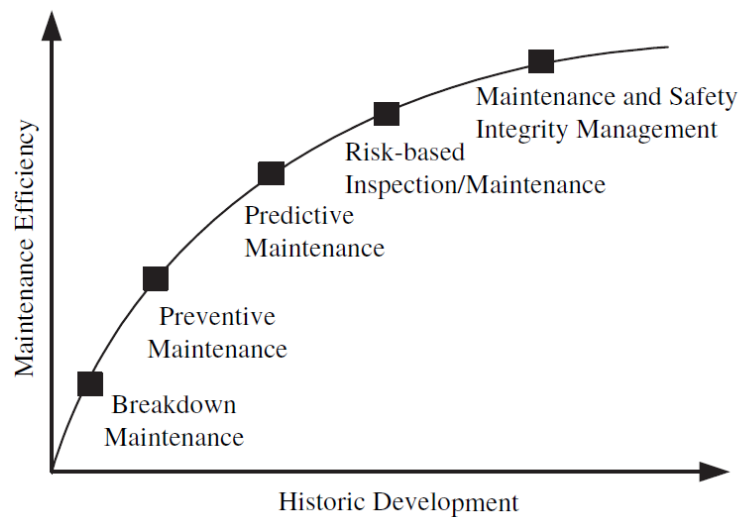 Maintenance Efficiency
Maintenance and Safety
Integrity Management
Risk-based
Inspection/Maintenance
Predictive
Maintenance
Preventive
Maintenance
Breakdown
Maintenance
Historic Development